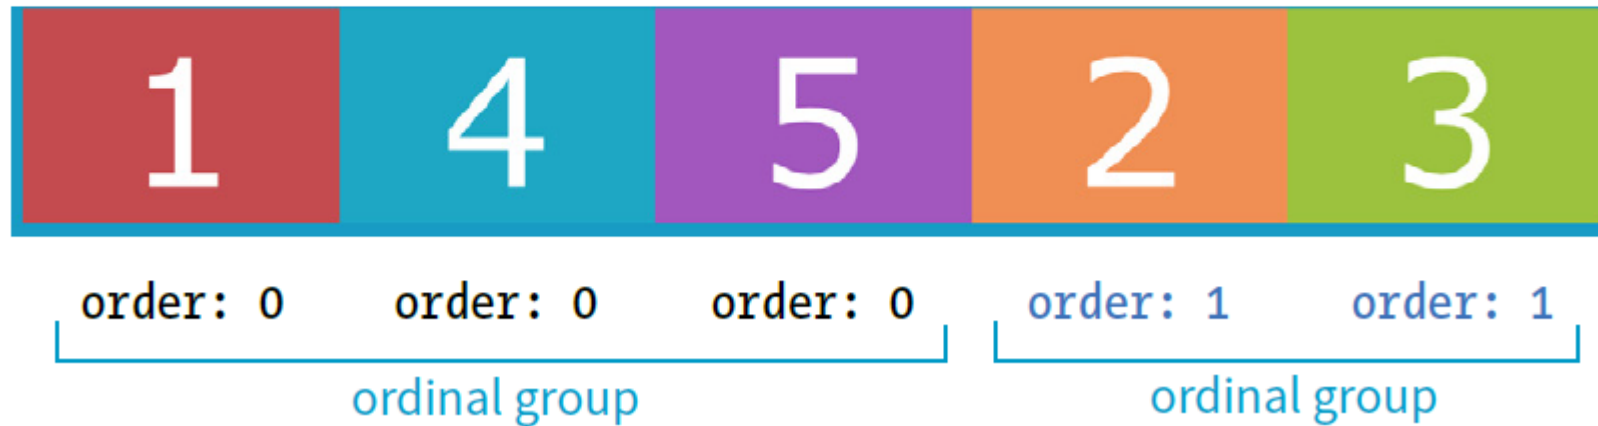 1 4 5 2 3
order: 0 order: 0 order: 0 order: 1 order: 1
ordinal group ordinal group